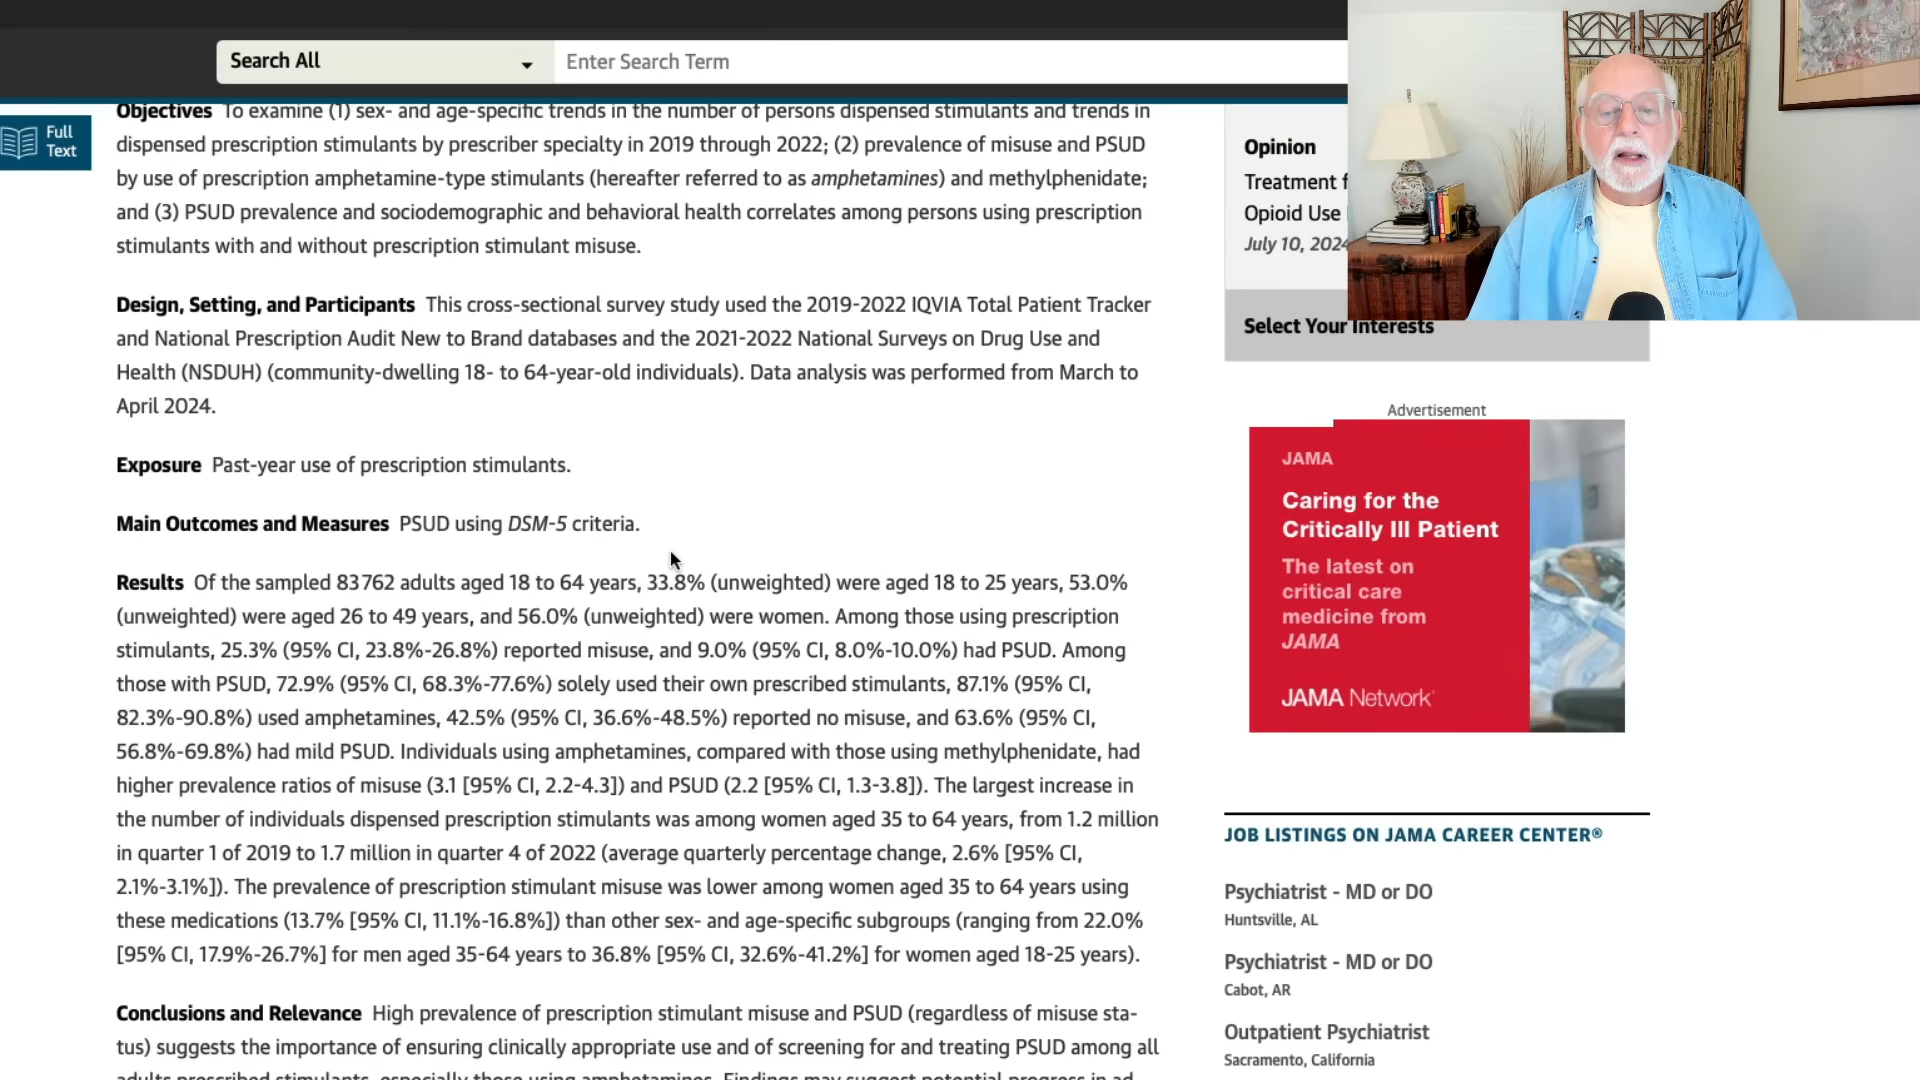 Search All
Enter Search Term
Full
Text
Objectives To examine (1) sex- and age-specific trends in the number of persons dispensed stimulants and trends in
dispensed prescription stimulants by prescriber specialty in 2019 through 2022; (2) prevalence of misuse and PSUD
by use of prescription amphetamine-type stimulants (hereafter referred to as amphetamines) and methylphenidate;
and (3) PSUD prevalence and sociodemographic and behavioral health correlates among persons using prescription
stimulants with and without prescription stimulant misuse.
Design, Setting, and Participants This cross-sectional survey study used the 2019-2022 IQVIA Total Patient Tracker
and National Prescription Audit New to Brand databases and the 2021-2022 National Surveys on Drug Use and
Health (NSDUH) (community-dwelling 18- to 64-year-old individuals). Data analysis was performed from March to
April 2024.
Exposure Past-year use of prescription stimulants.
Main Outcomes and Measures PSUD using DSM-5 criteria.
Results Of the sampled 83 762 adults aged 18 to 64 years, 33.8% (unweighted) were aged 18 to 25 years, 53.0%
(unweighted) were aged 26 to 49 years, and 56.0% (unweighted) were women. Among those using prescription
stimulants, 25.3% (95% CI, 23.8%-26.8%) reported misuse, and 9.0% (95% CI, 8.0%-10.0%) had PSUD. Among
those with PSUD, 72.9% (95% CI, 68.3%-77.6%) solely used their own prescribed stimulants, 87.1% (95% CI,
82.3%-90.8%) used amphetamines, 42.5% (95% CI, 36.6%-48.5%) reported no misuse, and 63.6% (95% CI,
56.8%-69.8%) had mild PSUD. Individuals using amphetamines, compared with those using methylphenidate, had
higher prevalence ratios of misuse (3.1 [95% CI, 2.2-4.3]) and PSUD (2.2 [95% CI, 1.3-3.8]). The largest increase in
the number of individuals dispensed prescription stimulants was among women aged 35 to 64 years, from 1.2 million
in quarter 1 of 2019 to 1.7 million in quarter 4 of 2022 (average quarterly percentage change, 2.6% [95% CI,
2.1%-3.1%]). The prevalence of prescription stimulant misuse was lower among women aged 35 to 64 years using
these medications (13.7% [95% CI, 11.1%-16.8%]) than other sex- and age-specific subgroups (ranging from 22.0%
[95% CI, 17.9%-26.7%] for men aged 35-64 years to 36.8% [95% CI, 32.6%-41.2%] for women aged 18-25 years).
Conclusions and Relevance High prevalence of prescription stimulant misuse and PSUD (regardless of misuse sta-
tus) suggests the importance of ensuring clinically appropriate use and of screening for and treating PSUD among all
adults prescribed stimulants, especially those using amphetamines. Findings may suggest potential progress in ad-
Opinion
Treatment f
Opioid Use
July 10, 2024
Select Your Interests
Advertisement
JAMA
Caring for the
Critically Ill Patient
The latest on
critical care
medicine from
JAMA
JAMA Network
JOB LISTINGS ON JAMA CAREER CENTER®
Psychiatrist - MD or DO
Huntsville, AL
Psychiatrist - MD or DO
Cabot, AR
Outpatient Psychiatrist
Sacramento, California